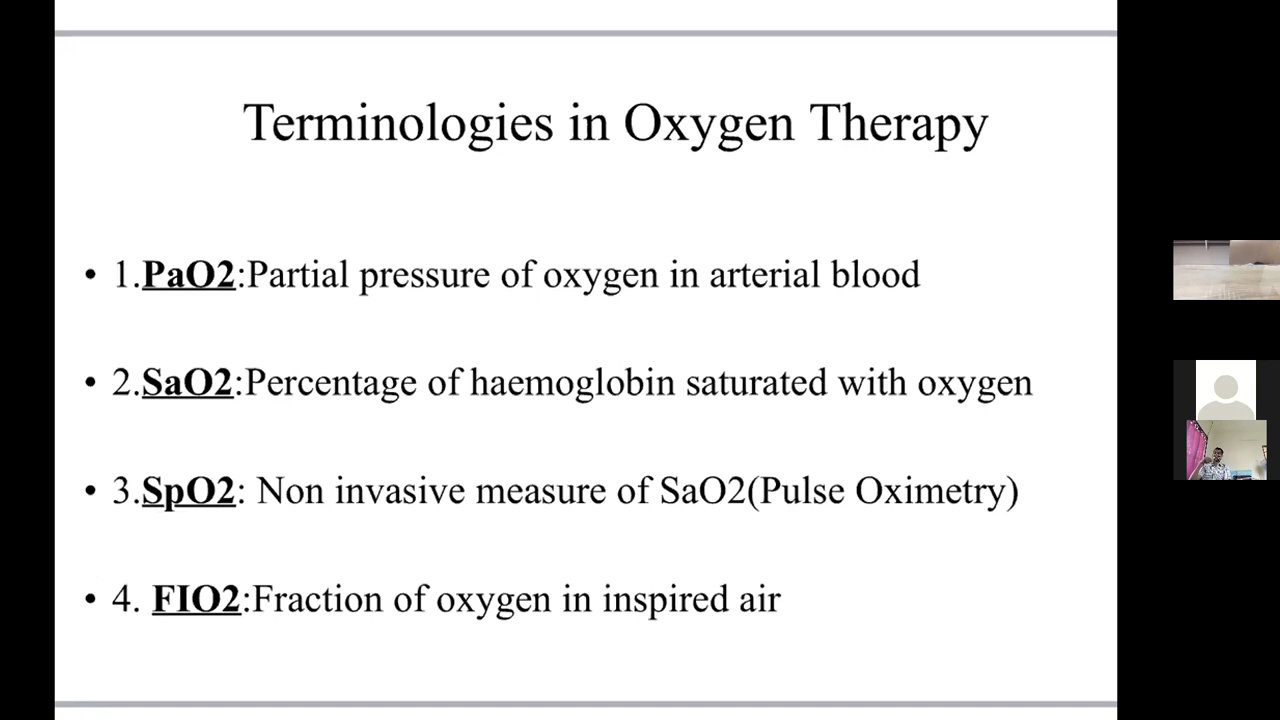 Terminologies in Oxygen Therapy
• 1.PaO2:Partial pressure of oxygen in arterial blood
• 2.SaO2:Percentage of haemoglobin saturated with oxygen
• 3.SpO2: Non invasive measure of SaO2(Pulse Oximetry)
• 4. FIO2:Fraction of oxygen in inspired air